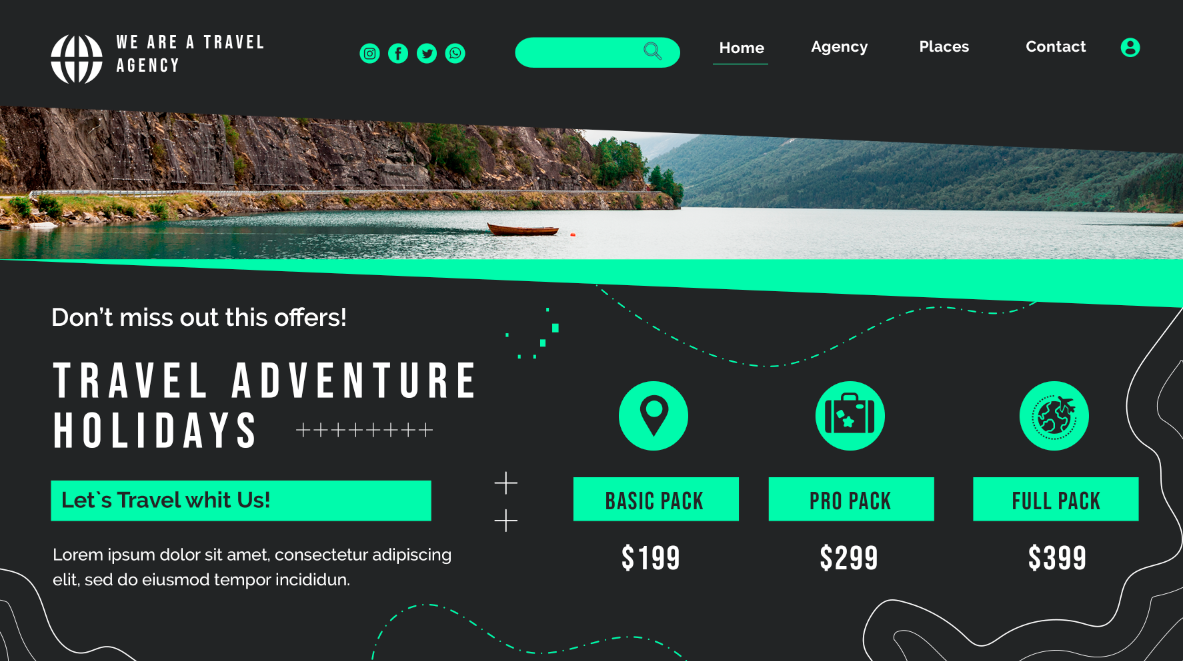 WE ARE A TRAVEL
AGENCY
Home
Agency
Places
Contact
Don’t miss out this offers!
TRAVEL ADVENTURE
HOLIDAYS
Let`s Travel whit Us!
Lorem ipsum dolor sit amet, consectetur adipiscing
elit, sed do eiusmod tempor incididun.
BASIC PACK
PRO PACK
FULL PACK
$199
$299
$399